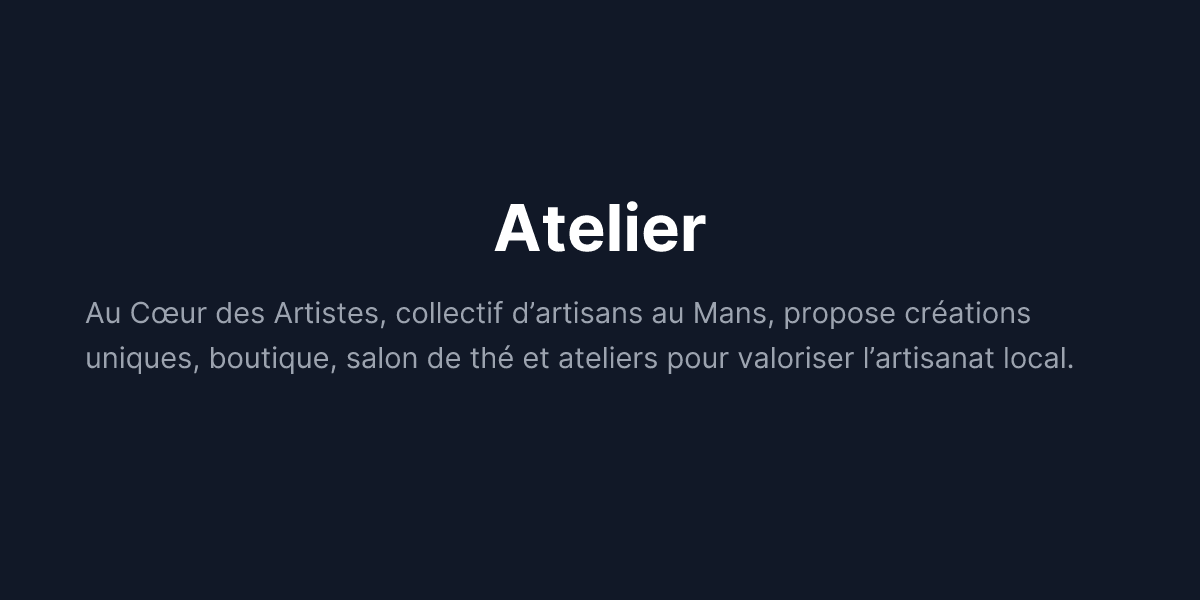 Atelier
Au Cœur des Artistes, collectif d’artisans au Mans, propose créations
uniques, boutique, salon de thé et ateliers pour valoriser l’artisanat local.